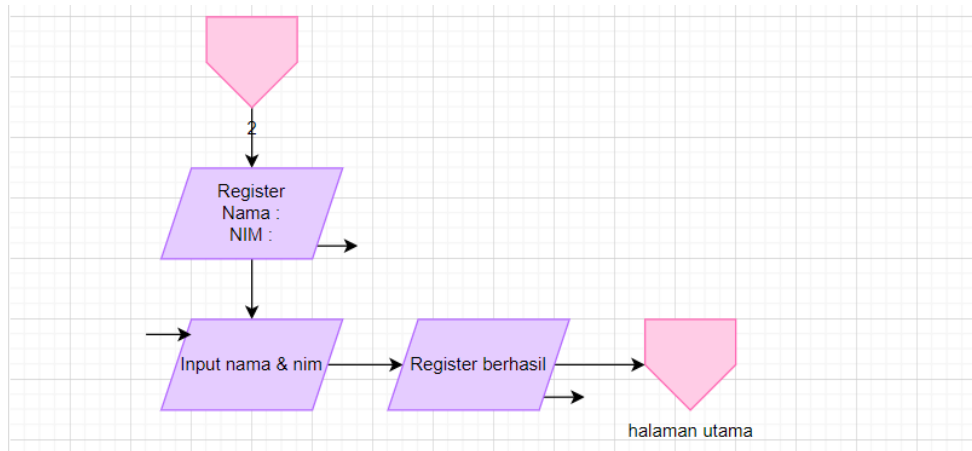 2
Register
Nama :
NIM :
Input nama & nim
Register berhasil
halaman utama